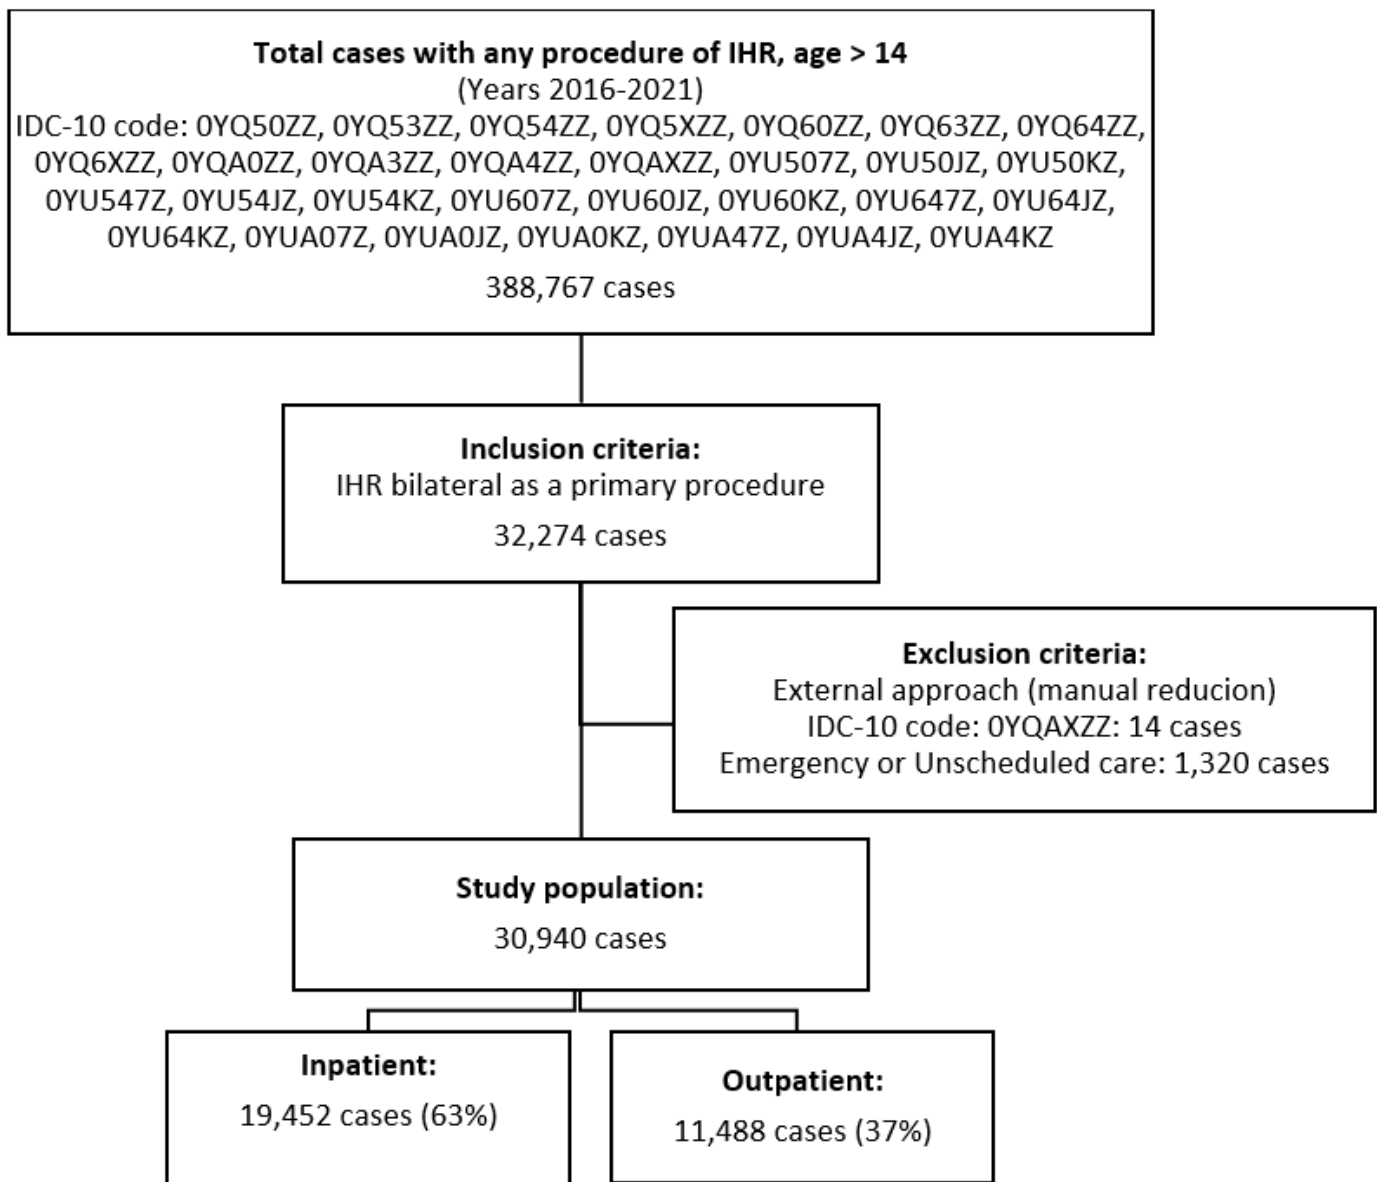 Total cases with any procedure of IHR, age > 14
(Years 2016-2021)
IDC-10 code: 0YQ50ZZ, 0YQ53ZZ, 0YQ54ZZ, 0YQ5XZZ, 0YQ60ZZ, 0YQ63ZZ, 0YQ64ZZ,
0YQ6XZZ, 0YQA0ZZ, 0YQA3ZZ, 0YQA4ZZ, 0YQAXZZ, 0YU507Z, 0YU50JZ, 0YU50KZ,
0YU547Z, 0YU54JZ, 0YU54KZ, 0YU607Z, 0YU60JZ, 0YU60KZ, 0YU647Z, 0YU64JZ,
0YU64KZ, 0YUA07Z, 0YUA0JZ, 0YUA0KZ, 0YUA47Z, 0YUA4JZ, 0YUA4KZ
388,767 cases
Inclusion criteria:
IHR bilateral as a primary procedure
32,274 cases
Exclusion criteria:
External approach (manual reducion)
IDC-10 code: 0YQAXZZ: 14 cases
Emergency or Unscheduled care: 1,320 cases
Study population:
30,940 cases
Inpatient:
19,452 cases (63%)
Outpatient:
11,488 cases (37%)